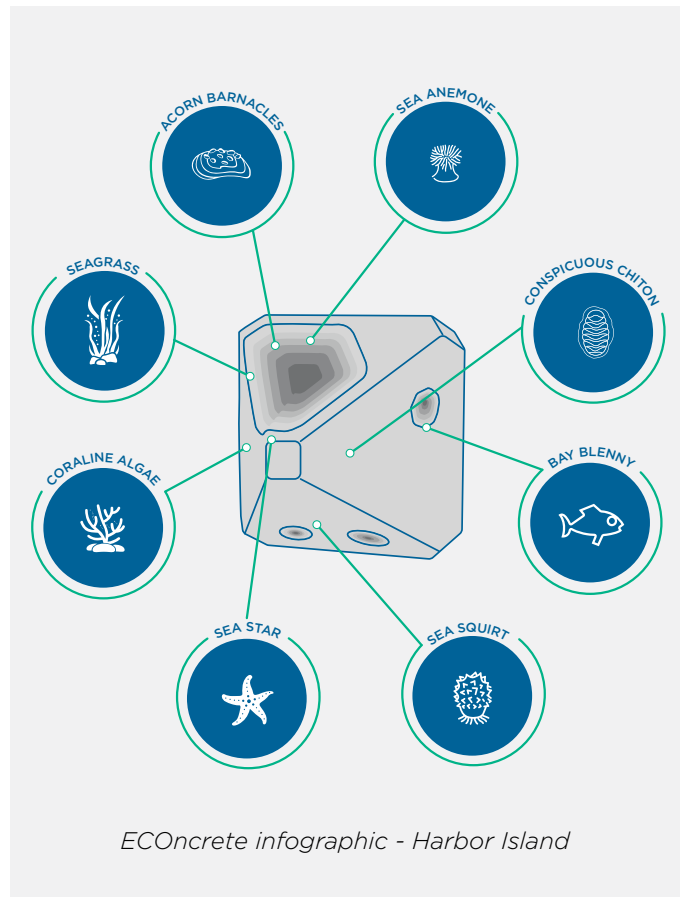 ACORN BARNACLES
SEA ANEMONE
SEAGRASS
CONSPICUOUS CHITON
CORALINE ALGAE
BAY BLENNY
SEA STAR
SEA SQUIRT
ECOncrete infographic - Harbor Island